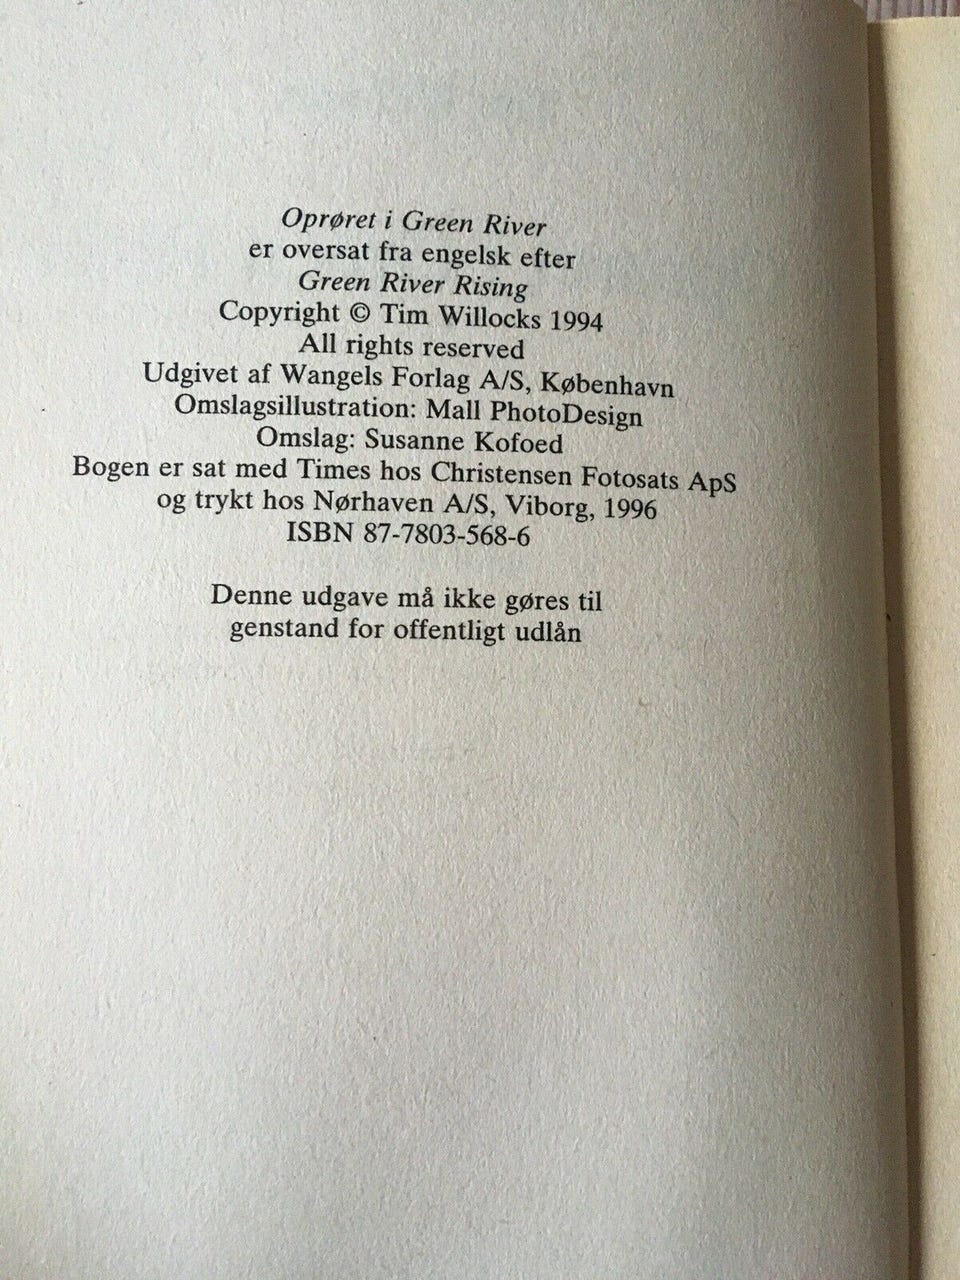 Oprøret i Green River
er oversat fra engelsk efter
Green River Rising
Copyright © Tim Willocks 1994
All rights reserved
Udgivet af Wangels Forlag A/S, København
Omslagsillustration: Mall PhotoDesign
Omslag: Susanne Kofoed
Bogen er sat med Times hos Christensen Fotosats ApS
og trykt hos Nørhaven A/S, Viborg, 1996
ISBN 87-7803-568-6
Denne udgave må ikke gøres til
genstand for offentligt udlån